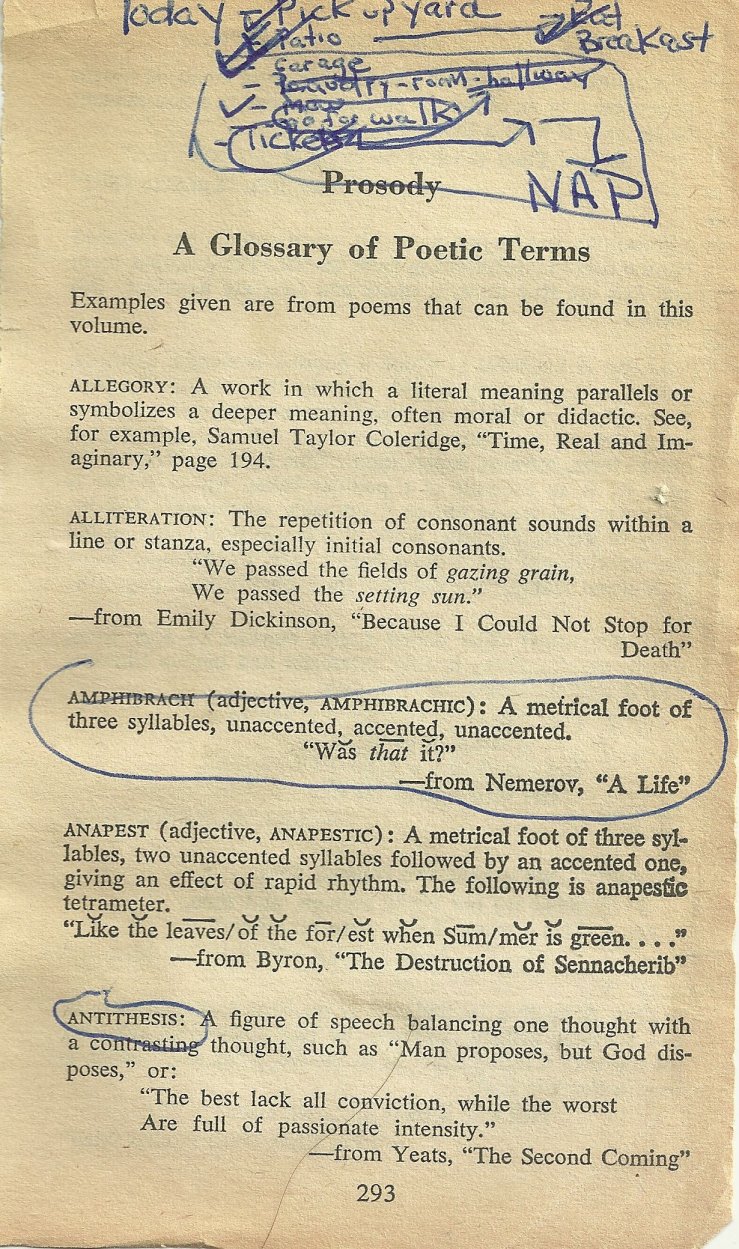 Today - Pick up yard
- Patio
- Eat Breakast
- Garage
- Laundry-room-hallway
- Mow
go for walk
- Tickets
NAP
Prosody
A Glossary of Poetic Terms
Examples given are from poems that can be found in this
volume.
ALLEGORY: A work in which a literal meaning parallels or
symbolizes a deeper meaning, often moral or didactic. See,
for example, Samuel Taylor Coleridge, “Time, Real and Im-
aginary,” page 194.
ALLITERATION: The repetition of consonant sounds within a
line or stanza, especially initial consonants.
“We passed the fields of gazing grain,
We passed the setting sun.”
—from Emily Dickinson, “Because I Could Not Stop for
Death”
AMPHIBRACH (adjective, AMPHIBRACHIC): A metrical foot of
three syllables, unaccented, accented, unaccented.
“Was that it?”
—from Nemerov, “A Life”
ANAPEST (adjective, ANAPESTIC): A metrical foot of three syl-
lables, two unaccented syllables followed by an accented one,
giving an effect of rapid rhythm. The following is anapestic
tetrameter.
“Like the leaves/of the for/est when Sum/mer is green. . . .”
—from Byron, “The Destruction of Sennacherib”
ANTITHESIS: A figure of speech balancing one thought with
a contrasting thought, such as “Man proposes, but God dis-
poses,” or:
“The best lack all conviction, while the worst
Are full of passionate intensity.”
—from Yeats, “The Second Coming”
293